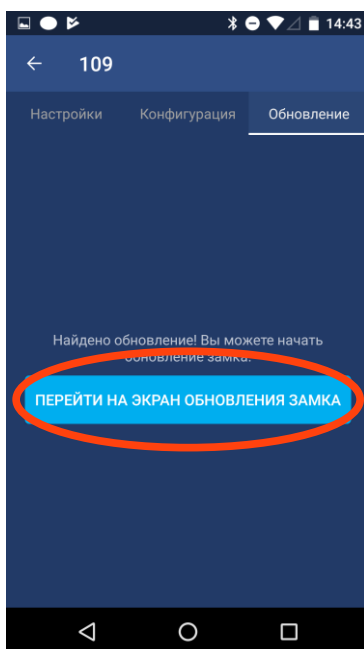 14:43
109
Настройки Конфигурация Обновление
Найдено обновление! Вы можете начать
обновление замка.
ПЕРЕЙТИ НА ЭКРАН ОБНОВЛЕНИЯ ЗАМКА